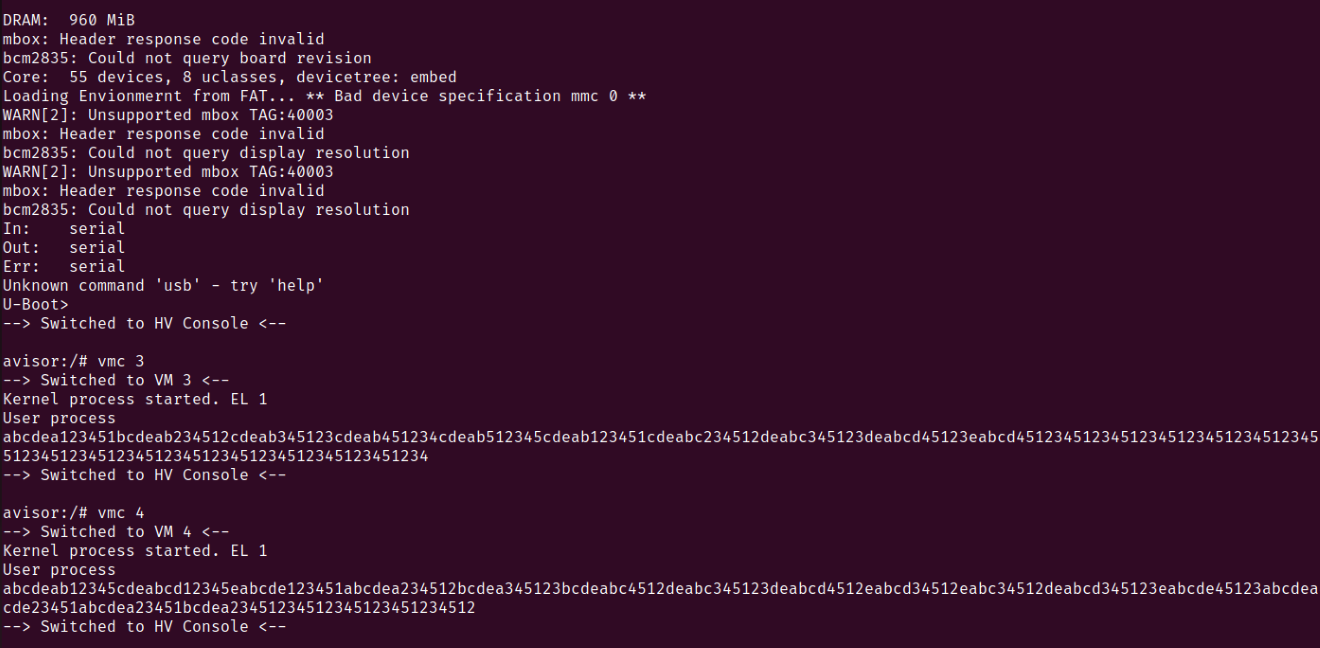 DRAM:  960 MiB
mbox: Header response code invalid
bcm2835: Could not query board revision
Core:  55 devices, 8 uclasses, devicetree: embed
Loading Envionmernt from FAT... ** Bad device specification mmc 0 **
WARN[2]: Unsupported mbox TAG:40003
mbox: Header response code invalid
bcm2835: Could not query display resolution
WARN[2]: Unsupported mbox TAG:40003
mbox: Header response code invalid
bcm2835: Could not query display resolution
In:    serial
Out:   serial
Err:   serial
Unknown command 'usb' - try 'help'
U-Boot>
--> Switched to HV Console <--
avisor:/# vmc 3
--> Switched to VM 3 <--
Kernel process started. EL 1
User process
abcdea123451bcdeab234512cdeab345123cdeab451234cdeab512345cdeab123451cdeabc234512deabc345123deabcd45123eabcd45123451234512345123451234512345123451234512345
512345123451234512345123451234512345123451234
--> Switched to HV Console <--
avisor:/# vmc 4
--> Switched to VM 4 <--
Kernel process started. EL 1
User process
abcdeab12345cdeabcd12345eabcde123451abcdea234512bcdea345123bcdeabc4512deabc345123deabcd4512eabcd34512eabc34512deabcd345123eabcde45123abcdea
cde23451abcdea23451bcdea23451234512345123451234512
--> Switched to HV Console <--